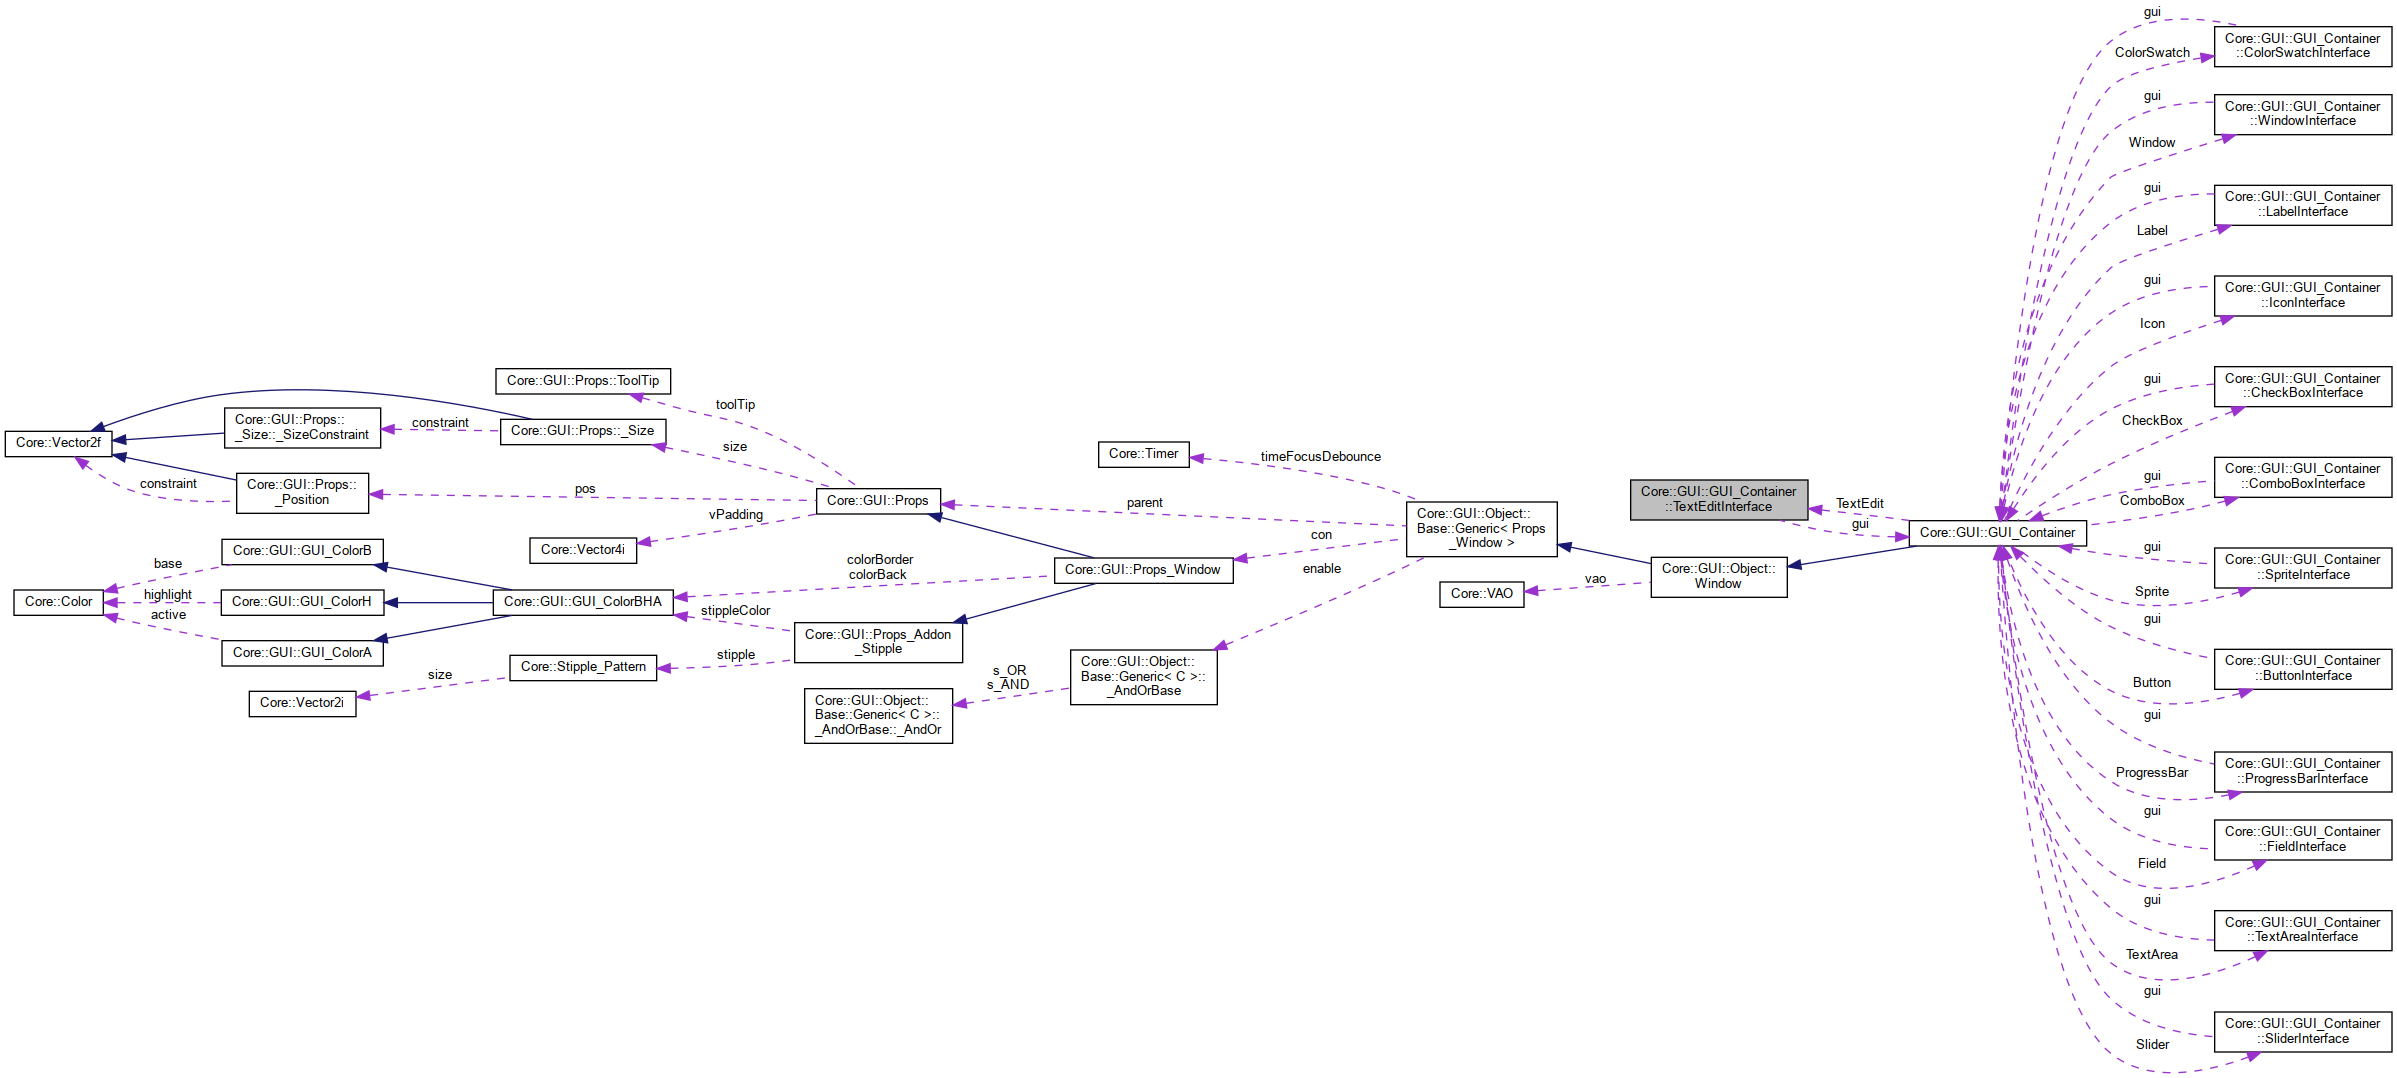 Core::Vector2f
Core::Color
constraint
base
highlight
active
Core::GUI::Props::
_Size::_SizeConstraint
Core::GUI::Props::
_Position
Core::GUI::GUI_ColorB
Core::GUI::GUI_ColorH
Core::GUI::GUI_ColorA
Core::Vector2i
constraint
size
Core::GUI::Props::ToolTip
Core::GUI::Props::_Size
Core::Vector4i
Core::GUI::GUI_ColorBHA
Core::Stipple_Pattern
toolTip
size
pos
vPadding
stippleColor
stipple
Core::GUI::Props
colorBorder
colorBack
Core::GUI::Props_Addon
_Stipple
Core::GUI::Object::
Base::Generic< C >::
_AndOrBase::_AndOr
s_OR
s_AND
Core::Timer
parent
Core::GUI::Props_Window
Core::GUI::Object::
Base::Generic< C >::
_AndOrBase
timeFocusDebounce
con
enable
Core::GUI::Object::
Base::Generic< Props
_Window >
Core::VAO
vao
Core::GUI::GUI_Container
::TextEditInterface
Core::GUI::Object::
Window
TextEdit
gui
Core::GUI::GUI_Container
gui
ColorSwatch
gui
Window
gui
Label
gui
Icon
gui
CheckBox
gui
ComboBox
gui
Sprite
gui
Button
gui
ProgressBar
gui
Field
gui
TextArea
gui
Slider
Core::GUI::GUI_Container
::ColorSwatchInterface
Core::GUI::GUI_Container
::WindowInterface
Core::GUI::GUI_Container
::LabelInterface
Core::GUI::GUI_Container
::IconInterface
Core::GUI::GUI_Container
::CheckBoxInterface
Core::GUI::GUI_Container
::ComboBoxInterface
Core::GUI::GUI_Container
::SpriteInterface
Core::GUI::GUI_Container
::ButtonInterface
Core::GUI::GUI_Container
::ProgressBarInterface
Core::GUI::GUI_Container
::FieldInterface
Core::GUI::GUI_Container
::TextAreaInterface
Core::GUI::GUI_Container
::SliderInterface